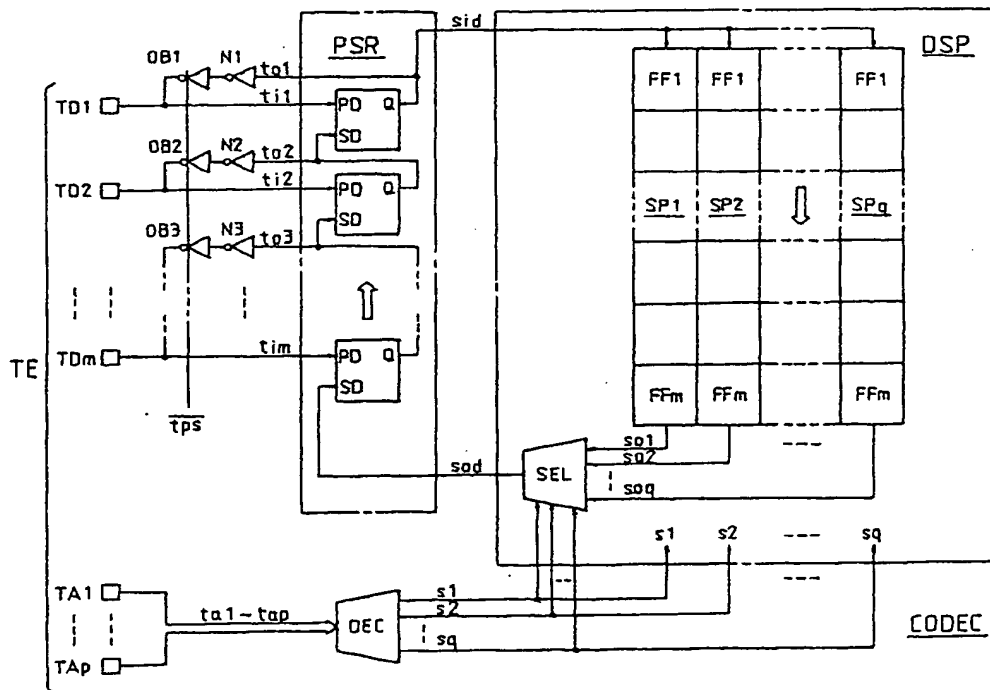 PSR
sid
DSP
OB1 N1 to1
FF1 FF1 FF1
TD1 ti1 PD Q
SD
OB2 N2 to2
TD2 ti2 PD Q
SD
SP1 SP2 SPq
OB3 N3 to3
TE
TDm tim PD Q
SD
FFm FFm FFm
tps
so1
so2
sod SEL
soq
s1 s2 sq
TA1
s1
ta1~tap DEC s2
CODEC
sq
TAp